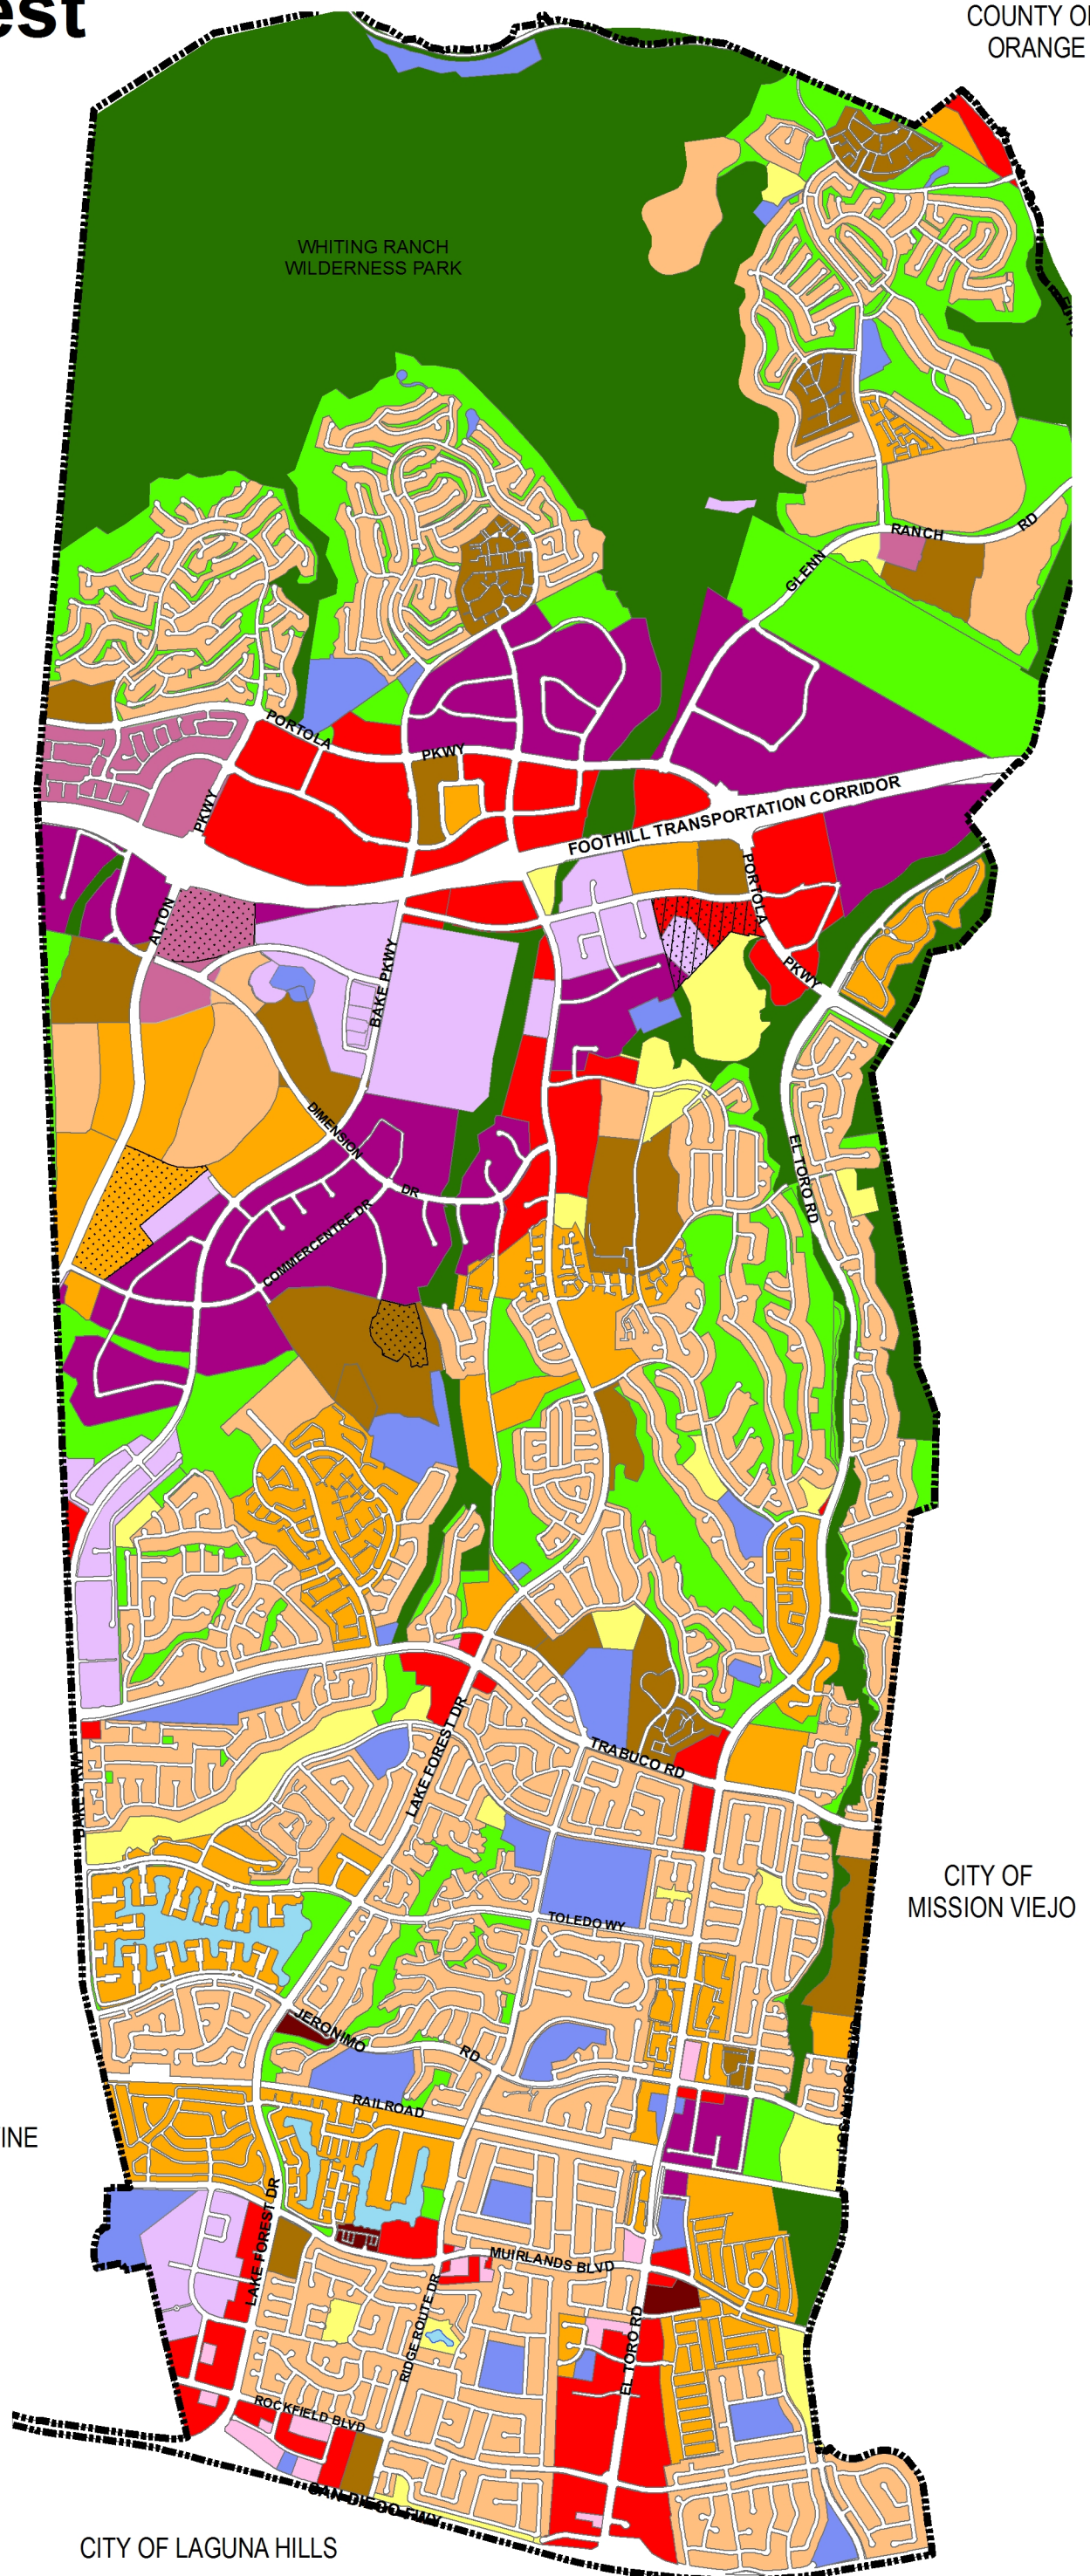 est
COUNTY OF
ORANGE
WHITING RANCH
WILDERNESS PARK
RANCH
RD
GLENN
PORTOLA
PKWY
PKWY
FOOTHILL TRANSPORTATION CORRIDOR
PORTOLA
PKWY
ALTON
BAKE PKWY
DIMENSION
DR
COMMERCENTRE DR
EL TORO RD
LAKE FOREST DR
TRABUCO RD
CITY OF
MISSION VIEJO
TOLEDO WY
JERONIMO
RD
RAILROAD
INE
LAKE FOREST DR
MUIRLANDS BLVD
RIDGE ROUTE DR
EL TORO RD
ROCKFIELD BLVD
SAN DIEGO FWY
CITY OF LAGUNA HILLS